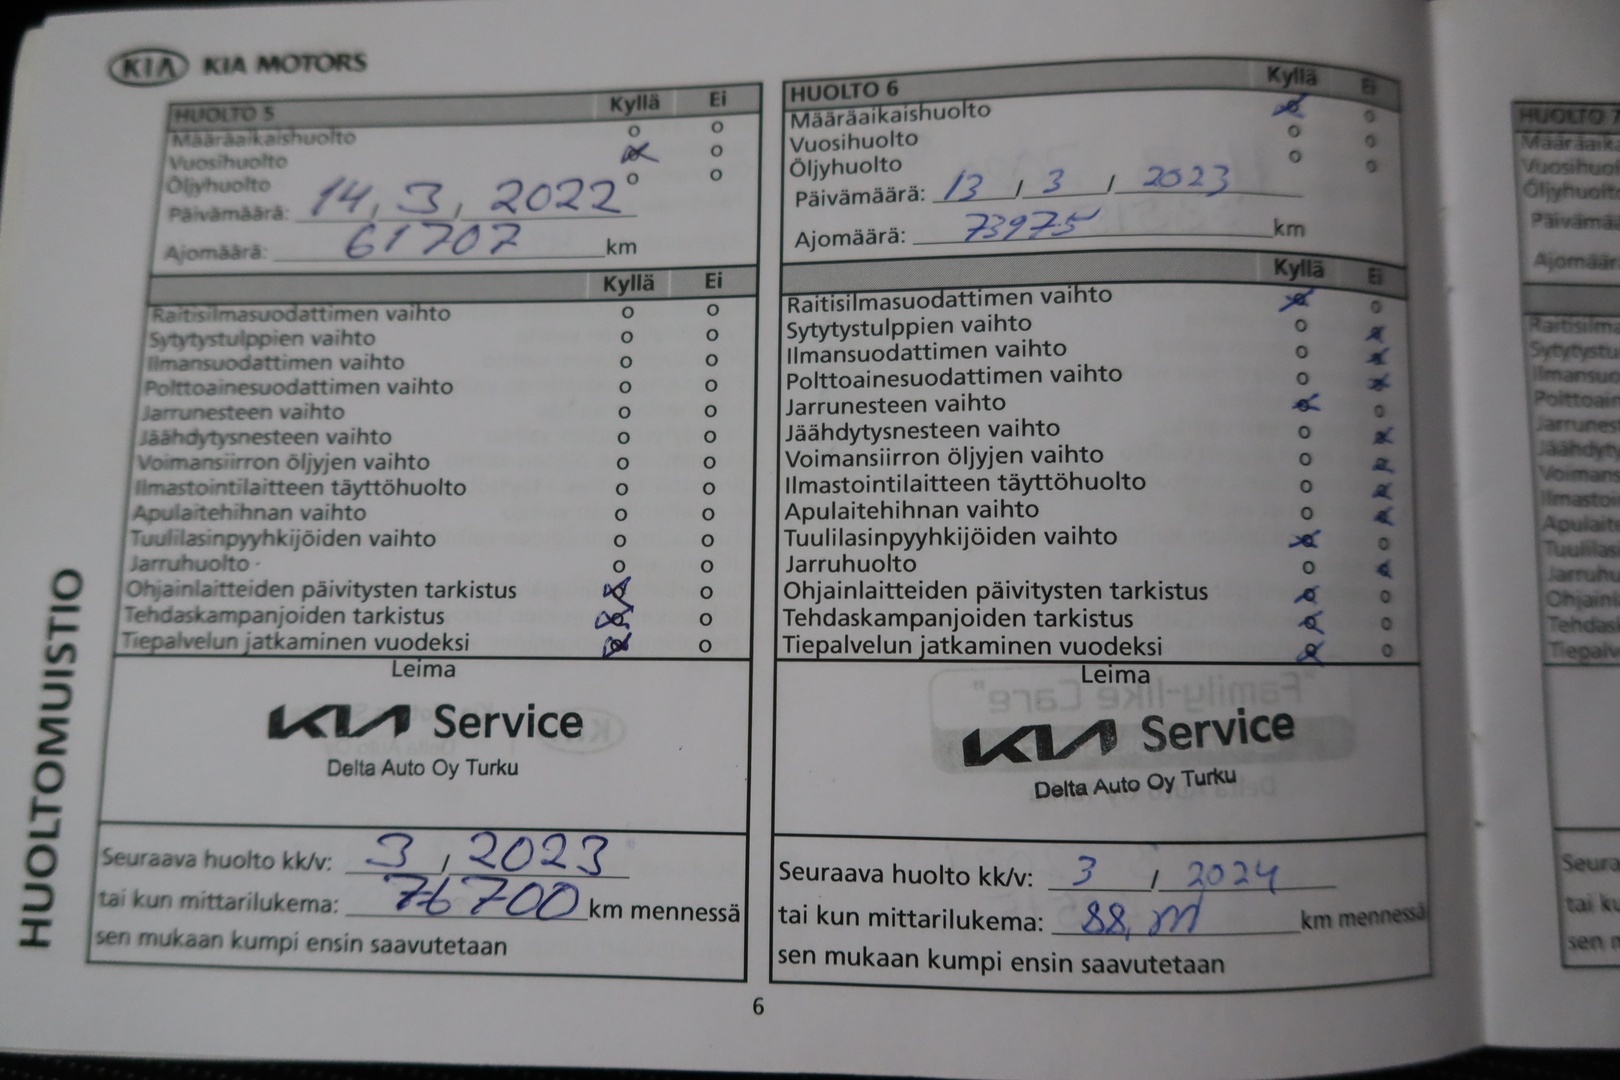 KIA KIA MOTORS
HUOLTO 5 Kyllä Ei
Määräaikaishuolto o o
Vuosihuolto o
Öljyhuolto o o
Päivämäärä: 14, 3, 2022
Ajomäärä: 61707 km
Kyllä Ei
Raitisilmasuodattimen vaihto o o
Sytytystulppien vaihto o o
Ilmansuodattimen vaihto o o
Polttoainesuodattimen vaihto o o
Jarrunesteen vaihto o o
Jäähdytysnesteen vaihto o o
Voimansiirron öljyjen vaihto o o
Ilmastointilaitteen täyttöhuolto o o
Apulaitehihnan vaihto o o
Tuulilasinpyyhkijöiden vaihto o o
Jarruhuolto o o
Ohjainlaitteiden päivitysten tarkistus o
Tehdaskampanjoiden tarkistus o
Tiepalvelun jatkaminen vuodeksi o
Leima
KIA Service
Delta Auto Oy Turku
Seuraava huolto kk/v: 3 / 2023
tai kun mittarilukema: 76700 km mennessä
sen mukaan kumpi ensin saavutetaan
HUOLTO 6 Kyllä Ei
Määräaikaishuolto o
Vuosihuolto o o
Öljyhuolto o o
Päivämäärä: 13 / 3 / 2023
Ajomäärä: 73975 km
Kyllä Ei
Raitisilmasuodattimen vaihto o
Sytytystulppien vaihto o
Ilmansuodattimen vaihto o
Polttoainesuodattimen vaihto o
Jarrunesteen vaihto o
Jäähdytysnesteen vaihto o
Voimansiirron öljyjen vaihto o
Ilmastointilaitteen täyttöhuolto o
Apulaitehihnan vaihto o
Tuulilasinpyyhkijöiden vaihto o
Jarruhuolto o
Ohjainlaitteiden päivitysten tarkistus o
Tehdaskampanjoiden tarkistus o
Tiepalvelun jatkaminen vuodeksi o
Leima
KIA Service
Delta Auto Oy Turku
Seuraava huolto kk/v: 3 / 2024
tai kun mittarilukema: 88, km mennessä
sen mukaan kumpi ensin saavutetaan
HUOLTOMUISTIO
6
HUOLTO 7